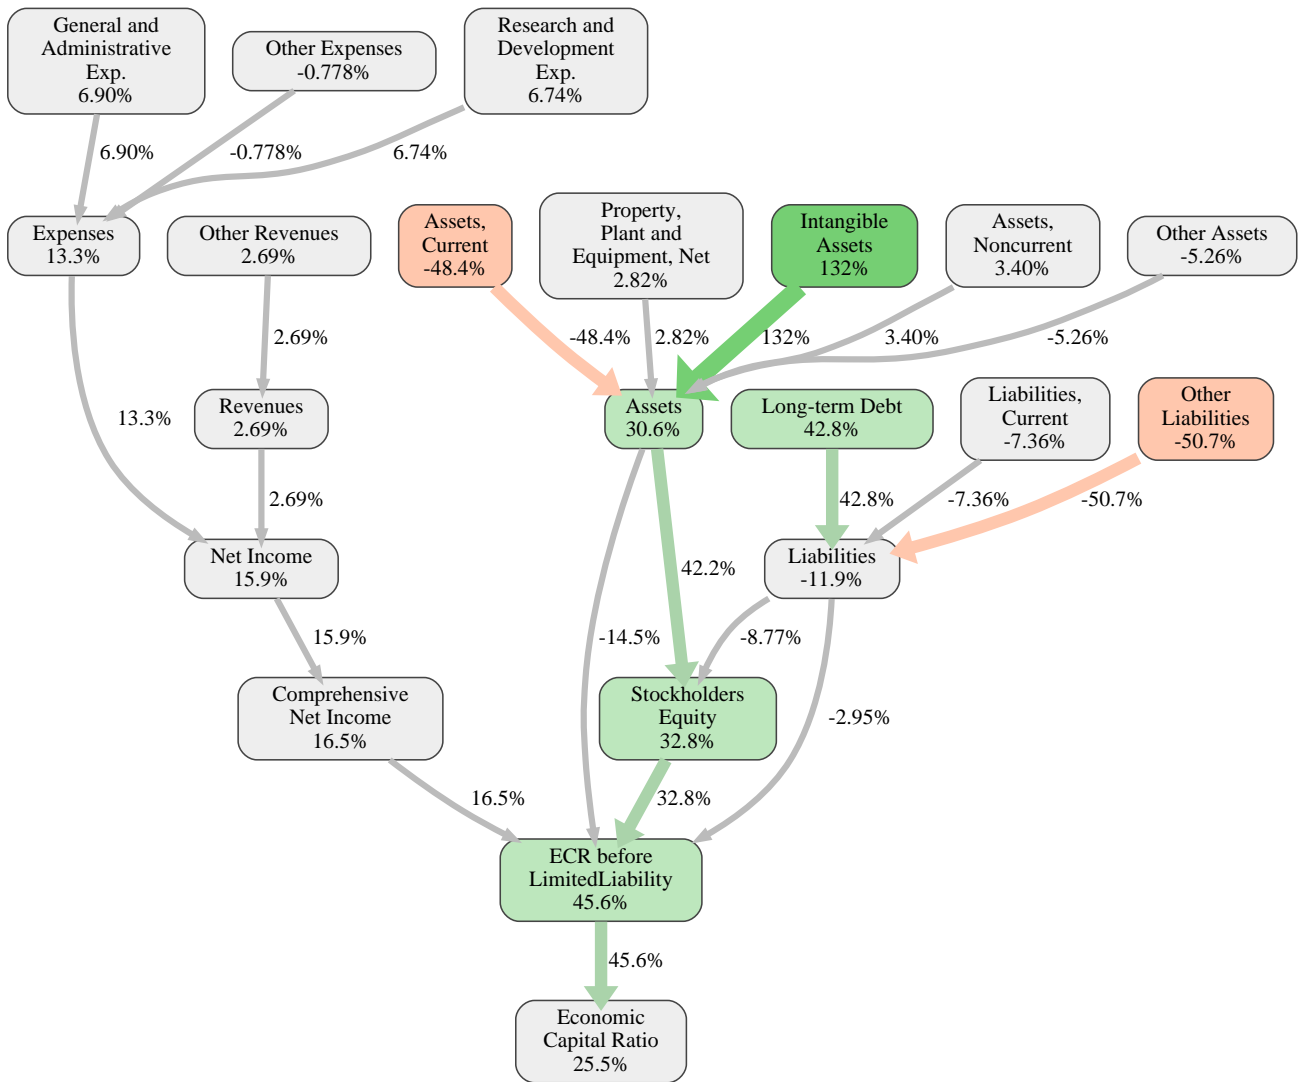 General and
Administrative
Exp.
6.90%
Other Expenses
-0.778%
Research and
Development
Exp.
6.74%
6.90%
-0.778%
6.74%
Expenses
13.3%
Other Revenues
2.69%
Assets,
Current
-48.4%
Property,
Plant and
Equipment, Net
2.82%
Intangible
Assets
132%
Assets,
Noncurrent
3.40%
Other Assets
-5.26%
2.69%
-48.4%
2.82%
132%
3.40%
-5.26%
13.3%
Revenues
2.69%
Assets
30.6%
Long-term Debt
42.8%
Liabilities,
Current
-7.36%
Other
Liabilities
-50.7%
2.69%
42.8%
-7.36%
-50.7%
Net Income
15.9%
42.2%
Liabilities
-11.9%
15.9%
-14.5%
-8.77%
Comprehensive
Net Income
16.5%
Stockholders
Equity
32.8%
-2.95%
16.5%
32.8%
ECR before
LimitedLiability
45.6%
45.6%
Economic
Capital Ratio
25.5%